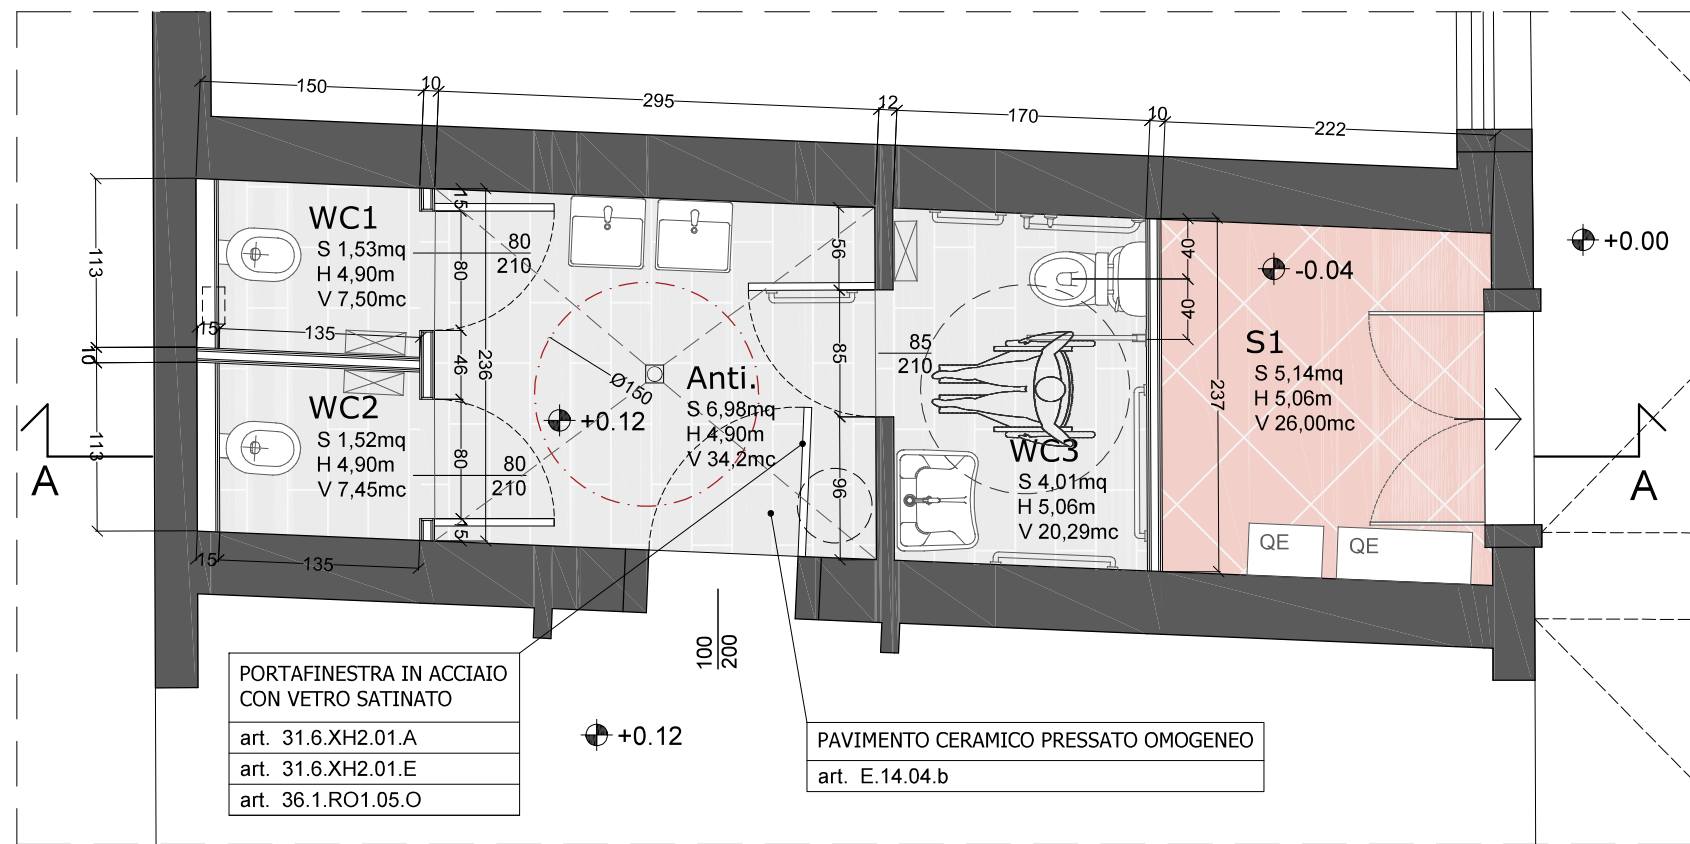 150
10
295
12
170
10
222
WC1
S 1,53mq
H 4,90m
V 7,50mc
80
210
15
80
46
236
80
15
113
10
113
15
135
WC2
S 1,52mq
H 4,90m
V 7,45mc
80
210
15
135
Ø150
+0.12
Anti.
S 6,98mq
H 4,90m
V 34,2mc
56
85
96
85
210
WC3
S 4,01mq
H 5,06m
V 20,29mc
40
40
237
-0.04
S1
S 5,14mq
H 5,06m
V 26,00mc
QE
QE
+0.00
A
A
100
200
+0.12
PORTAFINESTRA IN ACCIAIO
CON VETRO SATINATO
art. 31.6.XH2.01.A
art. 31.6.XH2.01.E
art. 36.1.RO1.05.O
PAVIMENTO CERAMICO PRESSATO OMOGENEO
art. E.14.04.b